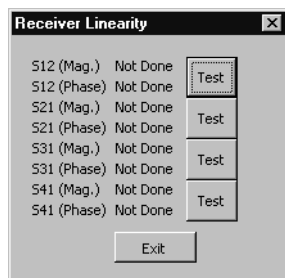 Receiver Linearity
S12 (Mag.) Not Done
S12 (Phase) Not Done
Test
S21 (Mag.) Not Done
S21 (Phase) Not Done
Test
S31 (Mag.) Not Done
S31 (Phase) Not Done
Test
S41 (Mag.) Not Done
S41 (Phase) Not Done
Test
Exit